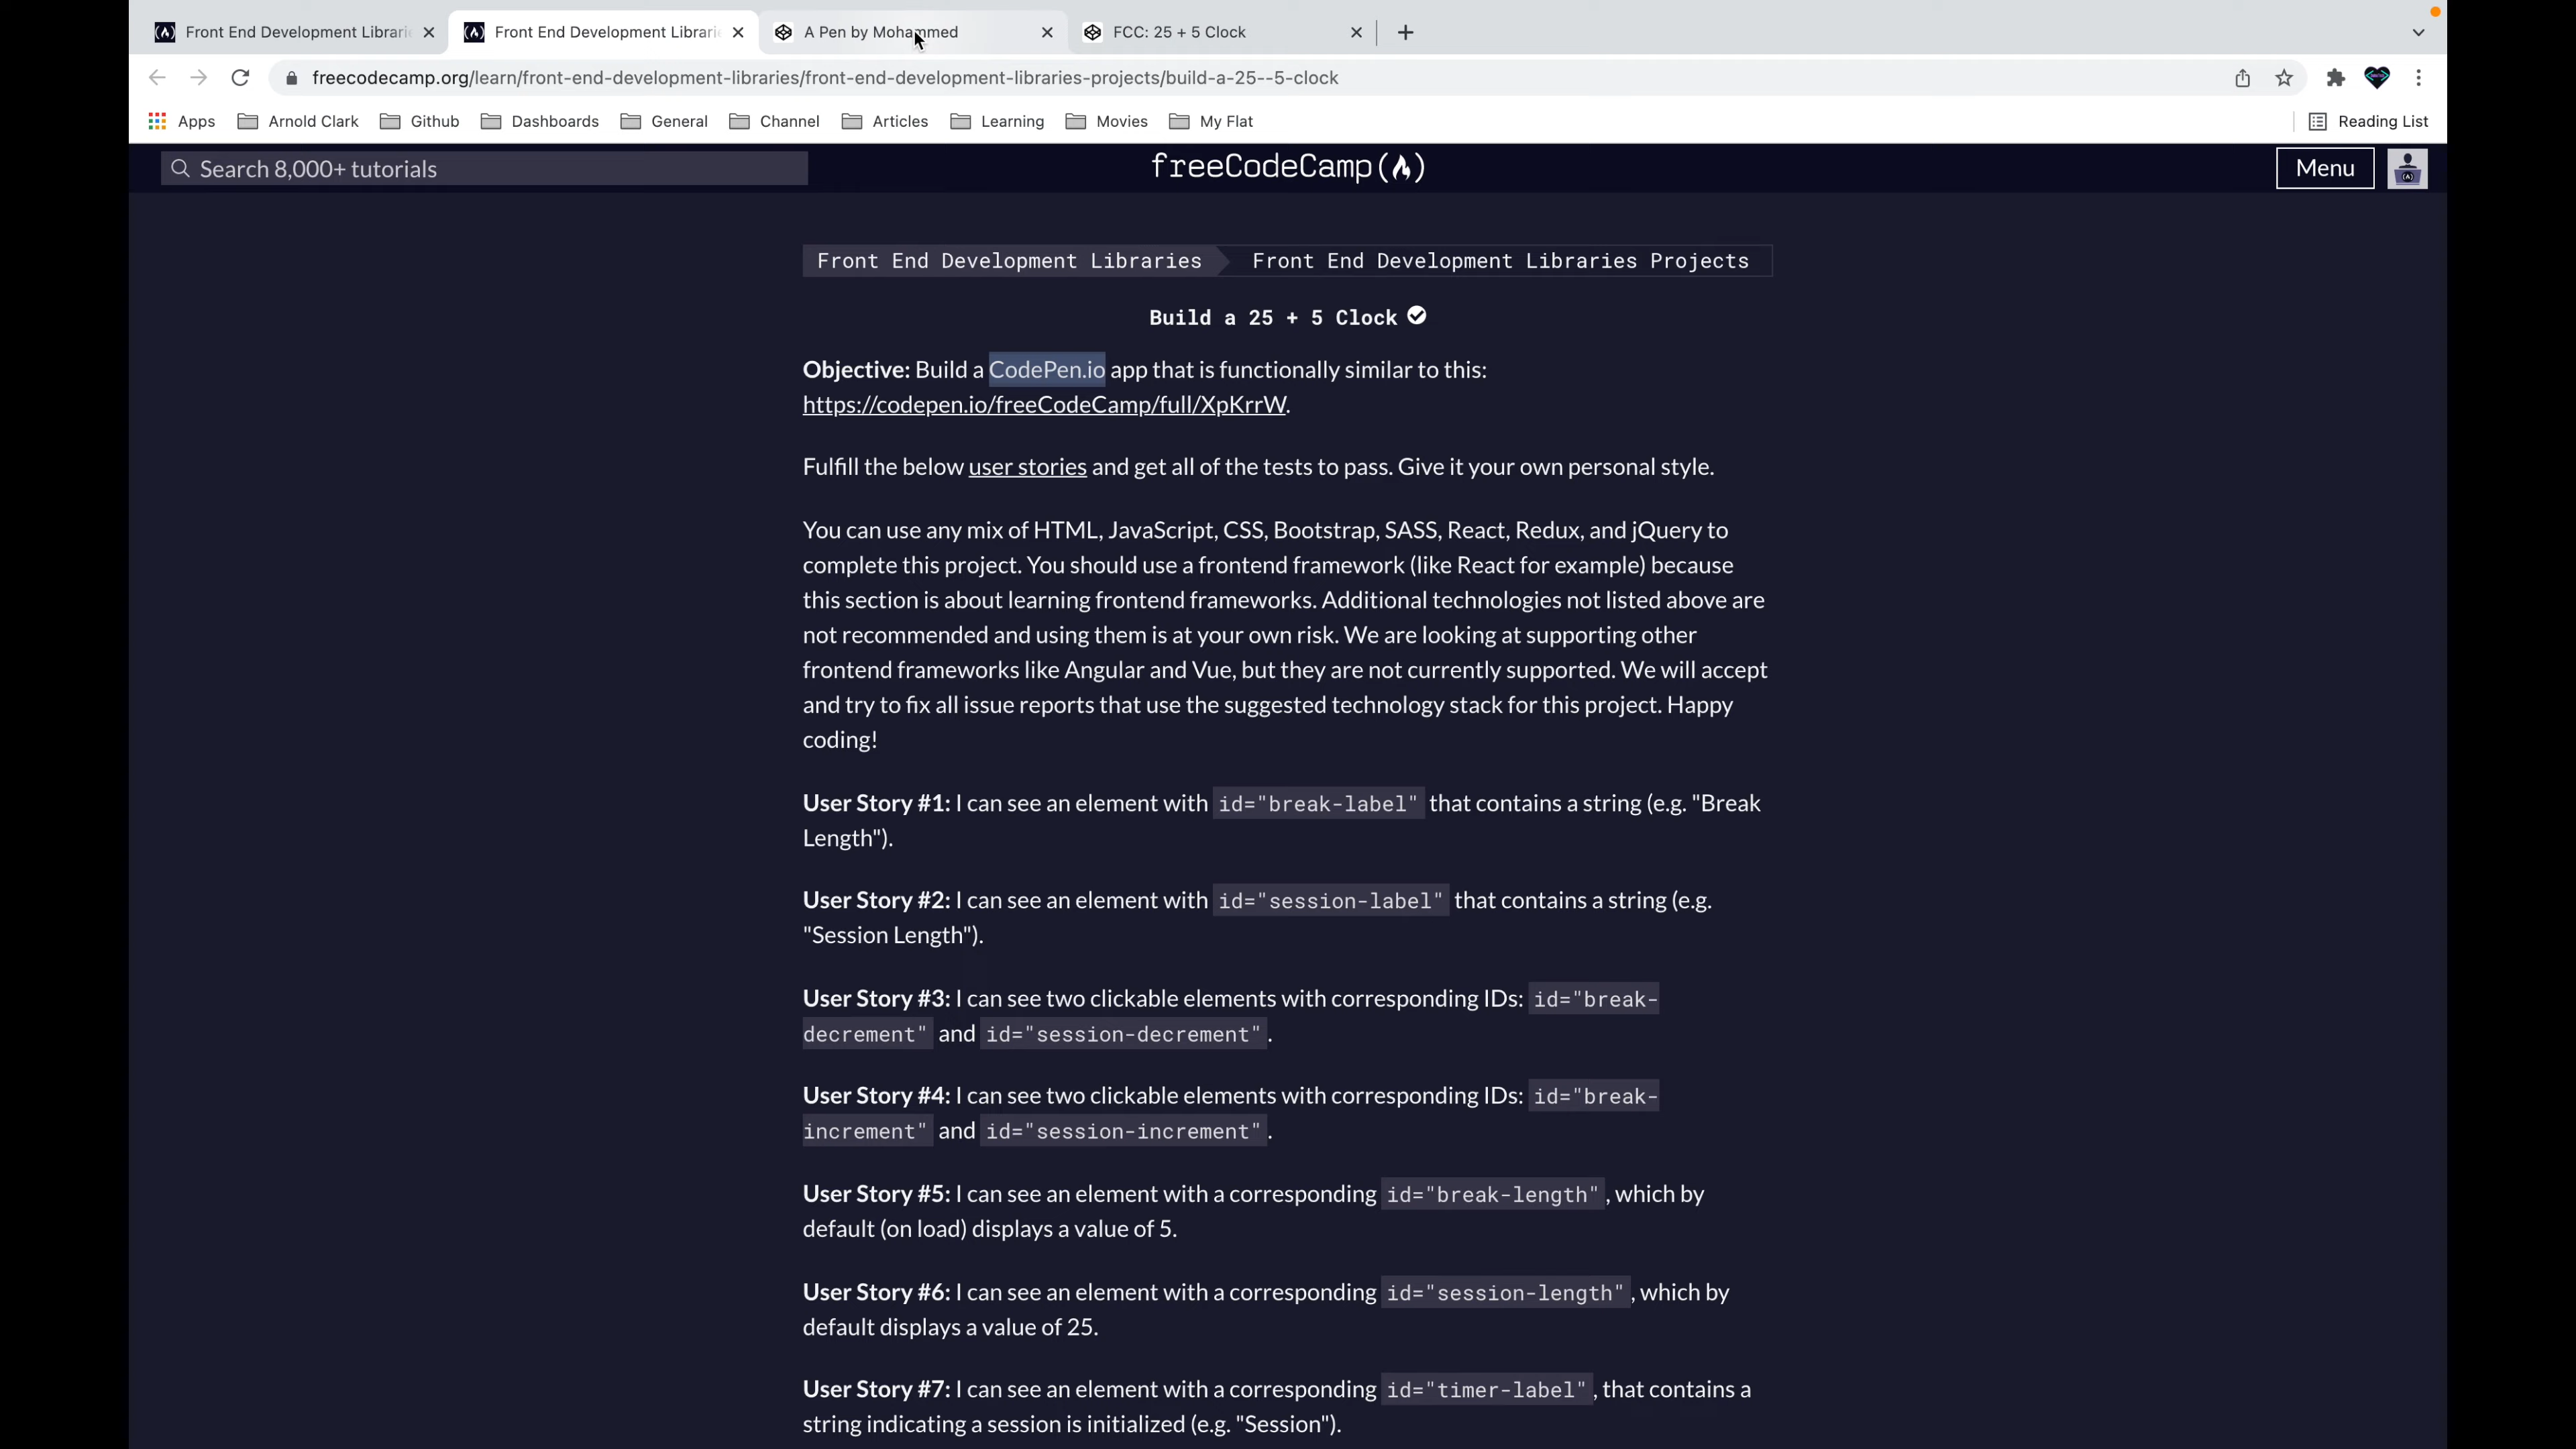 Front End Development Librarie
Front End Development Librarie
A Pen by Mohammed
FCC: 25 + 5 Clock
freecodecamp.org/learn/front-end-development-libraries/front-end-development-libraries-projects/build-a-25--5-clock
Apps
Arnold Clark
Github
Dashboards
General
Channel
Articles
Learning
Movies
My Flat
Reading List
Search 8,000+ tutorials
freeCodeCamp
Menu
Front End Development Libraries
Front End Development Libraries Projects
Build a 25 + 5 Clock
Objective: Build a CodePen.io app that is functionally similar to this:
https://codepen.io/freeCodeCamp/full/XpKrrW.
Fulfill the below user stories and get all of the tests to pass. Give it your own personal style.
You can use any mix of HTML, JavaScript, CSS, Bootstrap, SASS, React, Redux, and jQuery to
complete this project. You should use a frontend framework (like React for example) because
this section is about learning frontend frameworks. Additional technologies not listed above are
not recommended and using them is at your own risk. We are looking at supporting other
frontend frameworks like Angular and Vue, but they are not currently supported. We will accept
and try to fix all issue reports that use the suggested technology stack for this project. Happy
coding!
User Story #1: I can see an element with id="break-label" that contains a string (e.g. "Break
Length").
User Story #2: I can see an element with id="session-label" that contains a string (e.g.
"Session Length").
User Story #3: I can see two clickable elements with corresponding IDs: id="break-
decrement" and id="session-decrement".
User Story #4: I can see two clickable elements with corresponding IDs: id="break-
increment" and id="session-increment".
User Story #5: I can see an element with a corresponding id="break-length", which by
default (on load) displays a value of 5.
User Story #6: I can see an element with a corresponding id="session-length", which by
default displays a value of 25.
User Story #7: I can see an element with a corresponding id="timer-label", that contains a
string indicating a session is initialized (e.g. "Session").